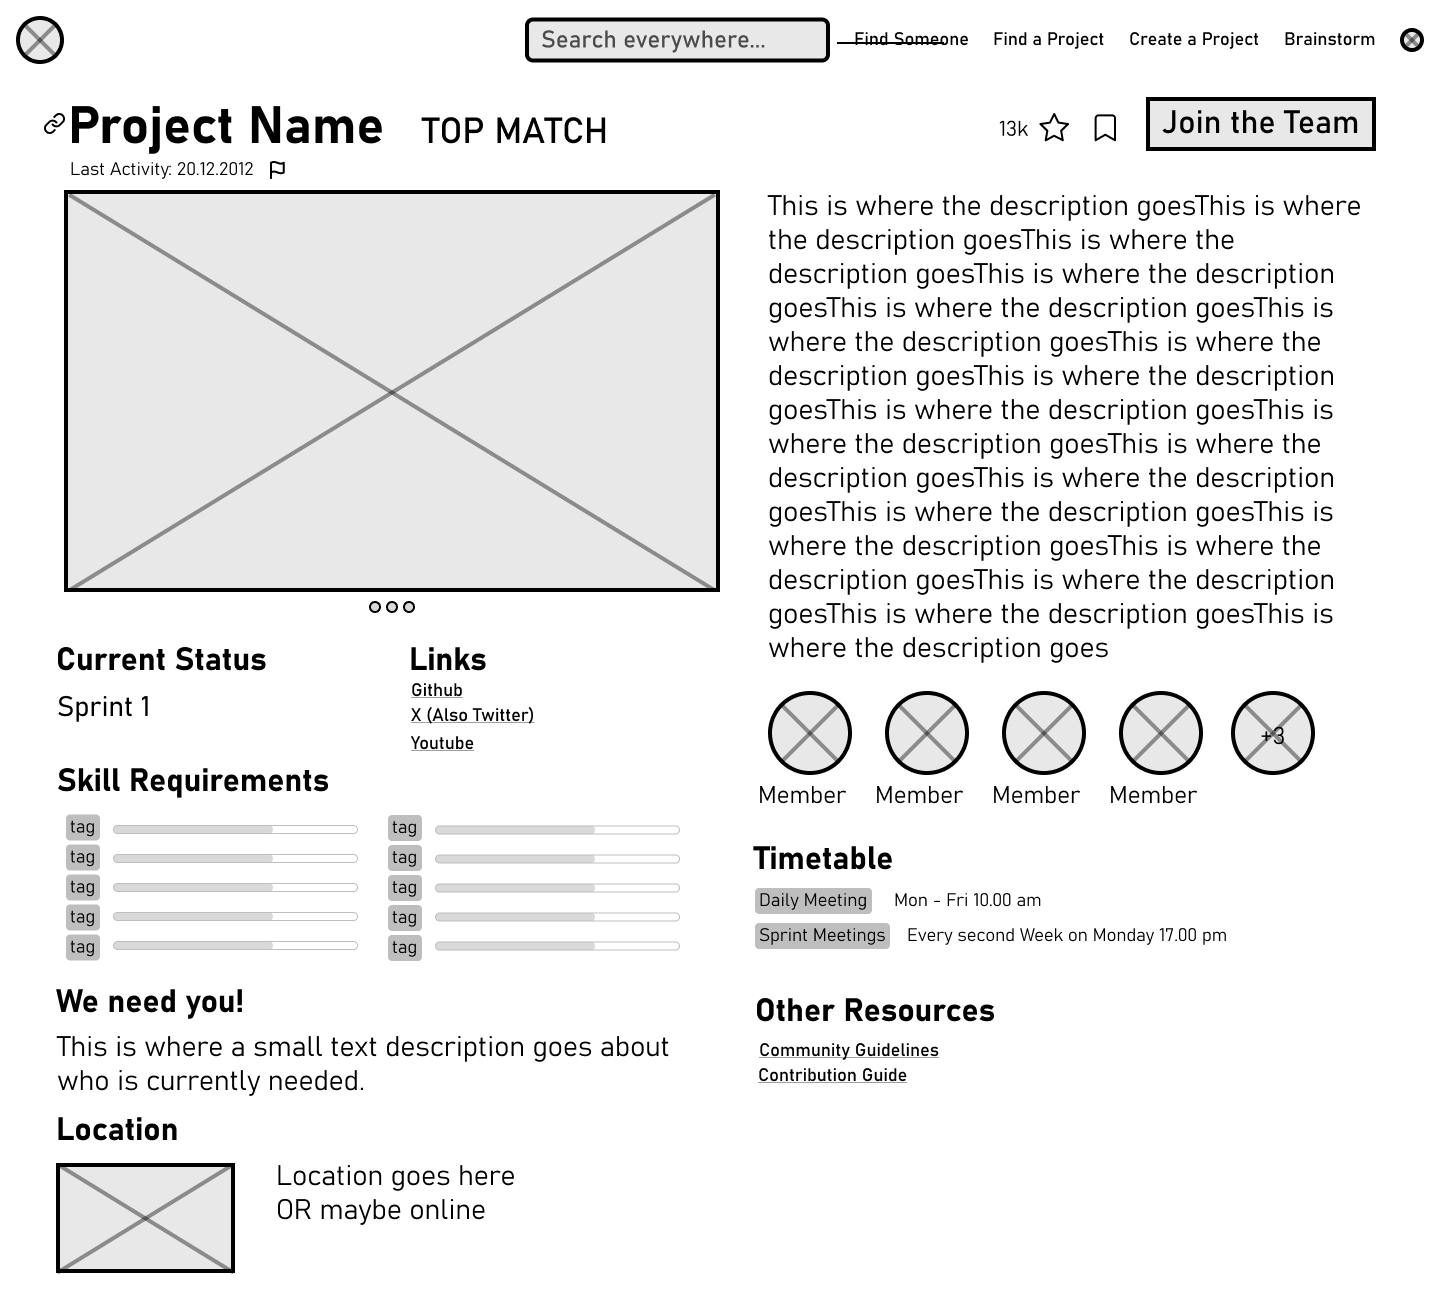 Search everywhere...
Find Someone
Find a Project
Create a Project
Brainstorm
Project Name
TOP MATCH
13k
Join the Team
Last Activity: 20.12.2012
This is where the description goesThis is where
the description goesThis is where the
description goesThis is where the description
goesThis is where the description goesThis is
where the description goesThis is where the
description goesThis is where the description
goesThis is where the description goesThis is
where the description goesThis is where the
description goesThis is where the description
goesThis is where the description goesThis is
where the description goesThis is where the
description goesThis is where the description
goesThis is where the description goesThis is
where the description goes
Current Status
Sprint 1
Links
Github
X (Also Twitter)
Youtube
+3
Member
Member
Member
Member
Skill Requirements
tag
tag
tag
tag
tag
tag
tag
tag
tag
tag
Timetable
Daily Meeting
Mon - Fri 10.00 am
Sprint Meetings
Every second Week on Monday 17.00 pm
We need you!
This is where a small text description goes about
who is currently needed.
Other Resources
Community Guidelines
Contribution Guide
Location
Location goes here
OR maybe online